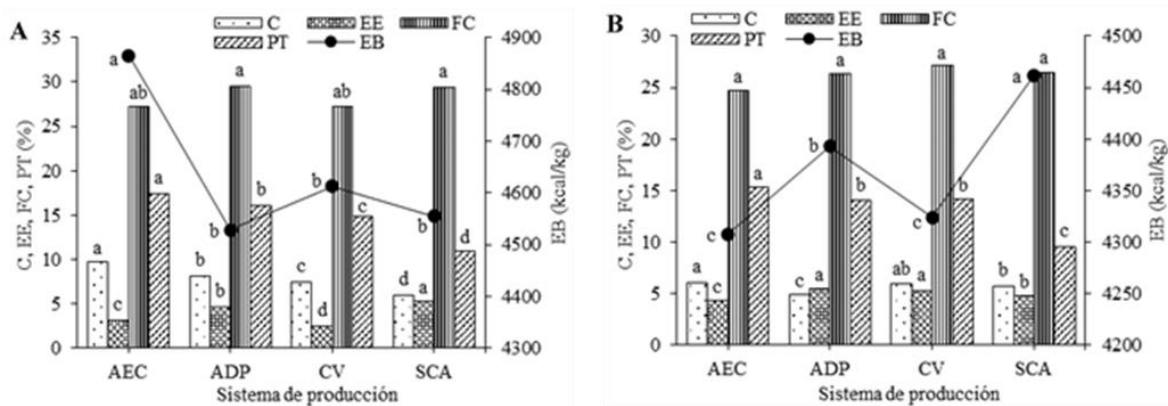 A
C EE FC
PT EB
35
30
25
20
15
10
5
0
C, EE, FC, PT (%)
4900
4800
4700
4600
4500
4400
4300
EB (kcal/kg)
a ab a a c
b a b b
c ab b c d
d a a b d
AEC ADP CV SCA
Sistema de producción
B
C EE FC
PT EB
30
25
20
15
10
5
0
C, EE, FC, PT (%)
4500
4450
4400
4350
4300
4250
4200
EB (kcal/kg)
a c a a c
b a a b b
ab a a b c
b b a a c
AEC ADP CV SCA
Sistema de producción